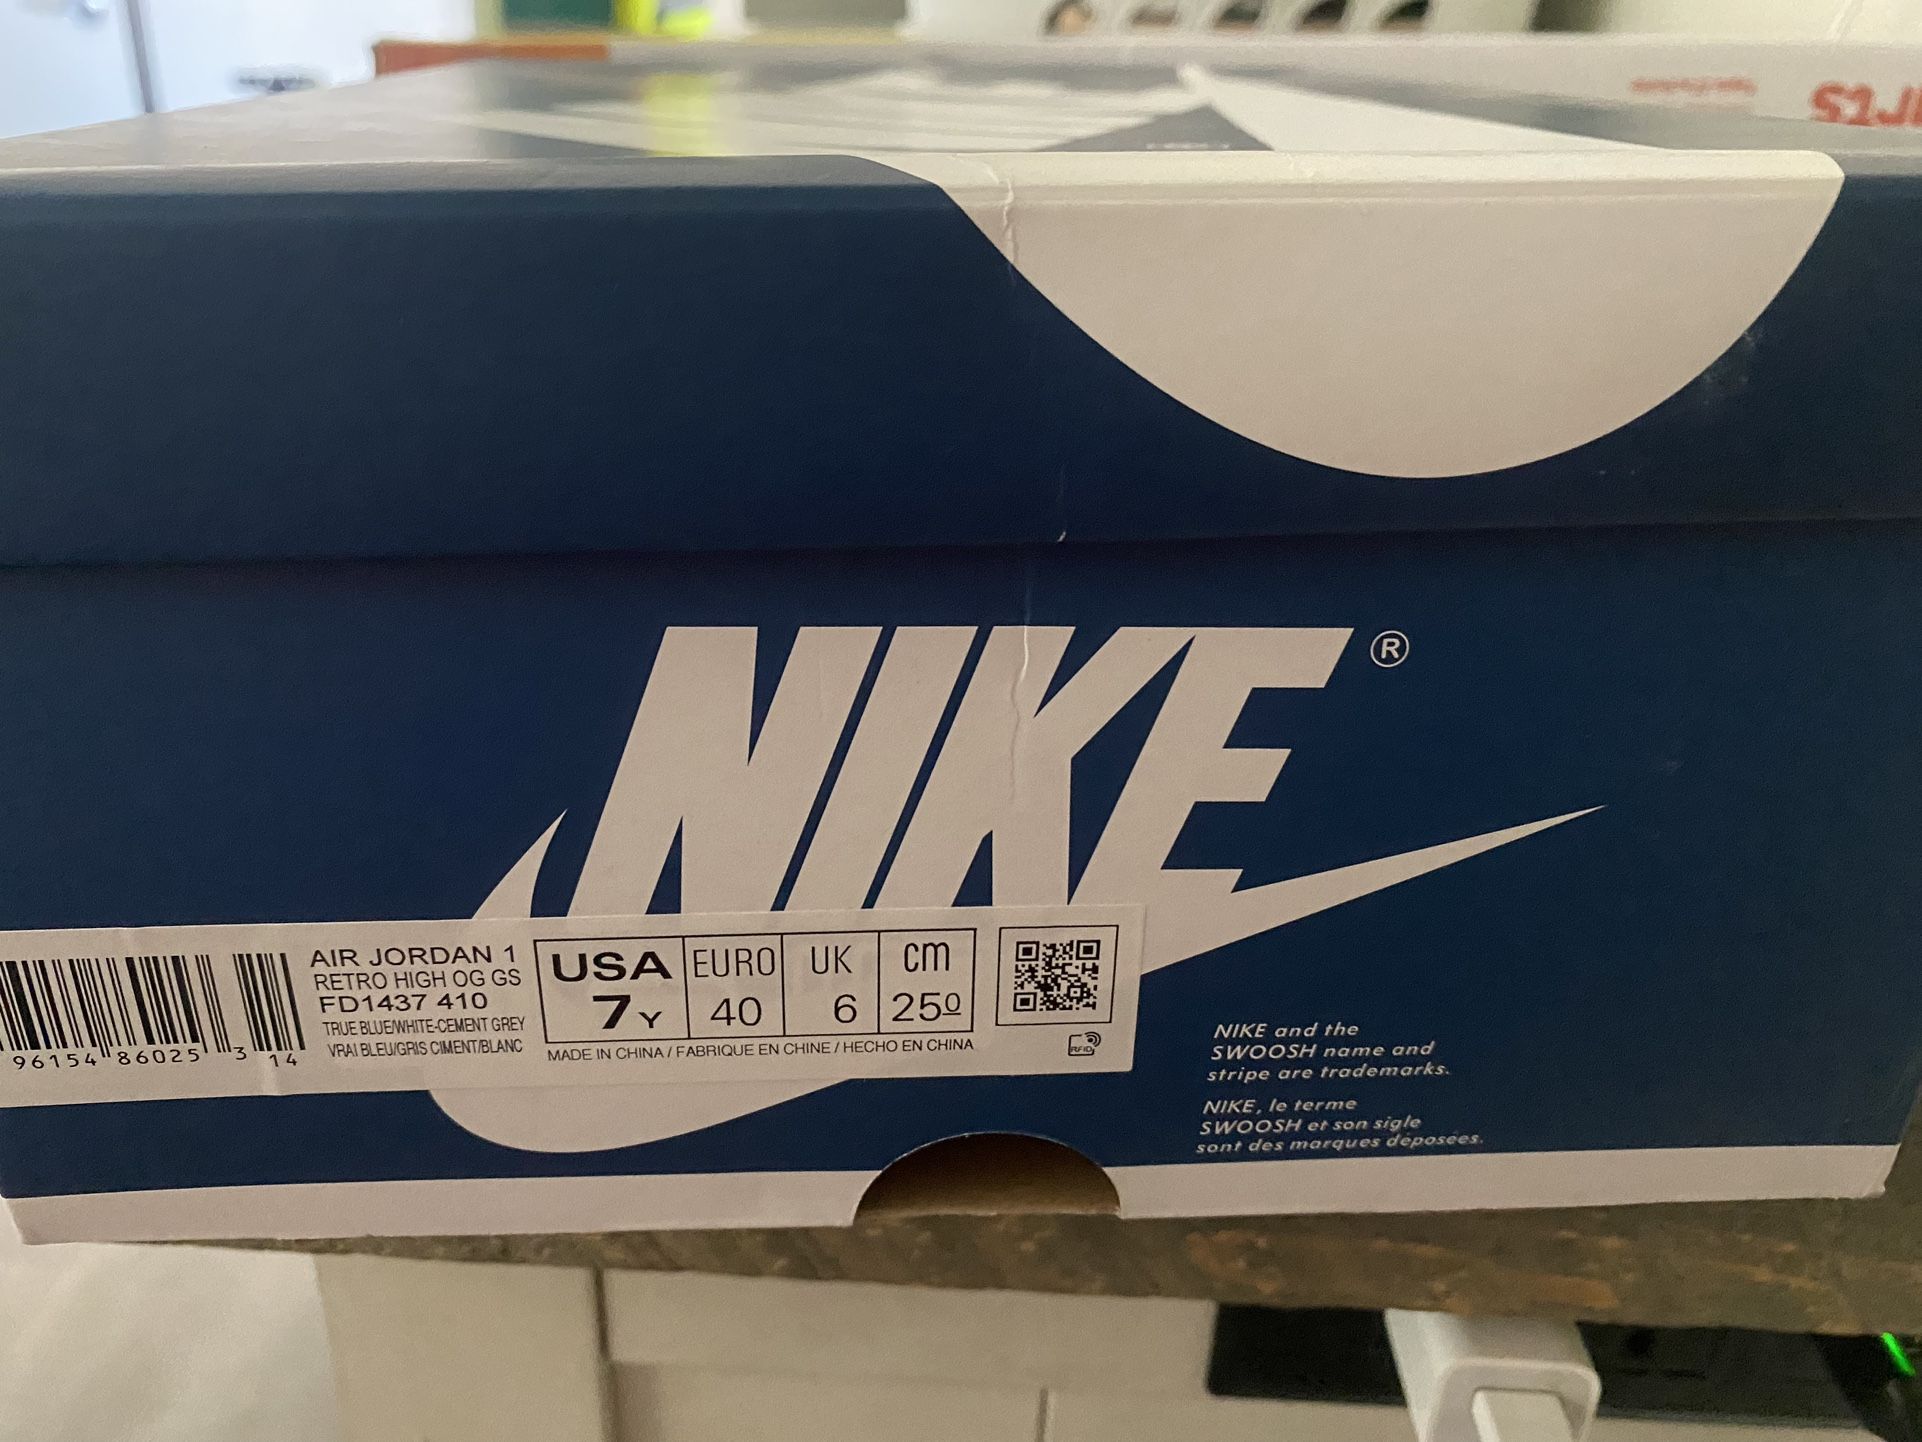 NIKE®
96154 86025 3 14
AIR JORDAN 1
RETRO HIGH OG GS
FD1437 410
TRUE BLUE/WHITE-CEMENT GREY
VRAI BLEU/GRIS CIMENT/BLANC
USA EURO UK cm
7Y 40 6 250
MADE IN CHINA / FABRIQUE EN CHINE / HECHO EN CHINA
RFID
NIKE and the
SWOOSH name and
stripe are trademarks.
NIKE, le terme
SWOOSH et son sigle
sont des marques déposées.